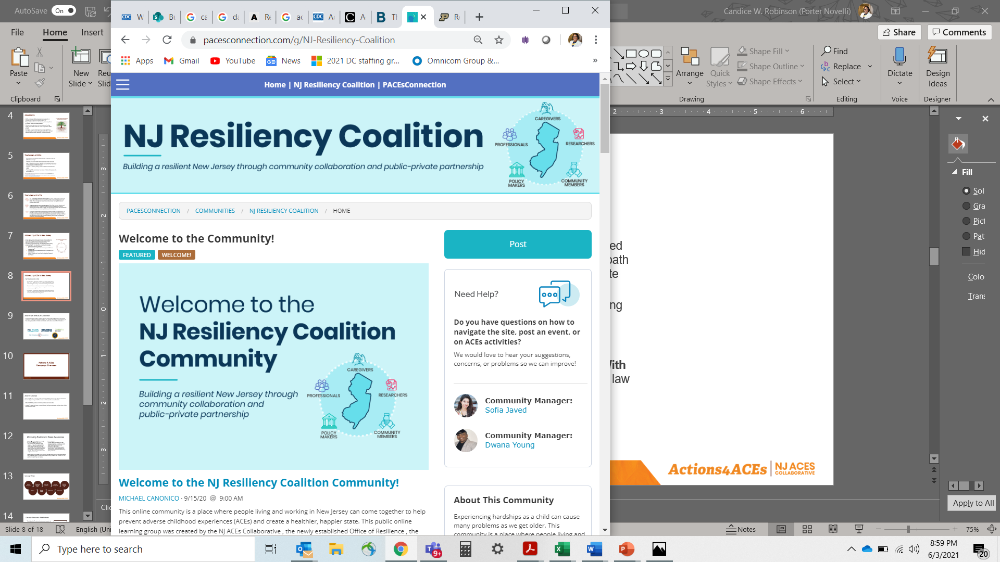 AutoSave On
Candice W. Robinson (Porter Novelli)
File Home Insert
Share Comments
Paste
New
Slide
Reu
Slid
Clipboard
Arrange
Quick
Styles
Shape Fill
Shape Outline
Shape Effects
Find
Replace
Select
Dictate
Design
Ideas
Drawing
Editing
Voice
Designer
pacesconnection.com/g/NJ-Resiliency-Coalition
Apps
Gmail
YouTube
News
2021 DC staffing gr...
Omnicom Group &...
»
Home | NJ Resiliency Coalition | PACEsConnection
NJ Resiliency Coalition
Building a resilient New Jersey through community collaboration and public-private partnership
CAREGIVERS
PROFESSIONALS
RESEARCHERS
POLICY
MAKERS
COMMUNITY
MEMBERS
PACESCONNECTION / COMMUNITIES / NJ RESILIENCY COALITION / HOME
Welcome to the Community!
FEATURED WELCOME!
Welcome to the
NJ Resiliency Coalition
Community
Building a resilient New Jersey through
community collaboration and
public-private partnership
CAREGIVERS
PROFESSIONALS
RESEARCHERS
POLICY
MAKERS
COMMUNITY
MEMBERS
Welcome to the NJ Resiliency Coalition Community!
MICHAEL CANONICO · 9/15/20 @ 9:00 AM
This online community is a place where people living and working in New Jersey can come together to help
prevent adverse childhood experiences (ACEs) and create a healthier, happier state. This public online
learning group was created by the NJ ACEs Collaborative , the newly established Office of Resilience , the
Post
Need Help?
Do you have questions on how to
navigate the site, post an event, or
on ACEs activities?
We would love to hear your suggestions,
concerns, or problems so we can improve!
Community Manager:
Sofia Javed
Community Manager:
Dwana Young
About This Community
Experiencing hardships as a child can cause
many problems as we get older. This
community is a place where people living and
4
5
6
7
8
9
10
11
12
13
14
2 3 4 5 6
ed
path
te
ng
With
law
Actions4ACEs
NJ ACES
COLLABORATIVE
Fill
Sol
Gra
Pict
Pat
Hid
Colo
Trans
Apply to All
Clic
Slide 8 of 18
English (Uni
Notes
75%
Type here to search
9+
8:59 PM
6/3/2021
20